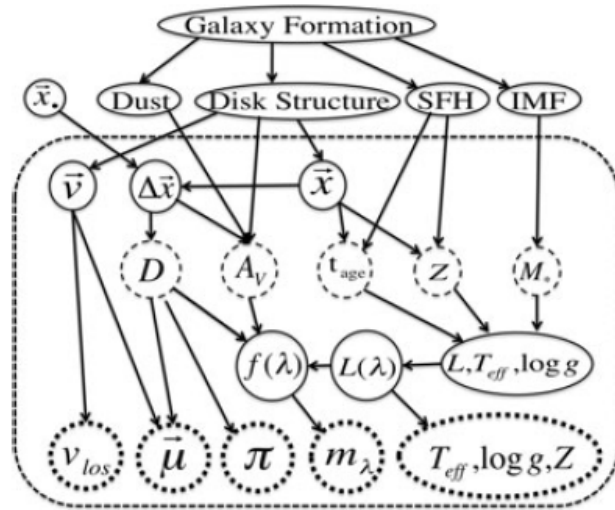 Galaxy Formation
x⃗. Dust Disk Structure SFH IMF
v⃗ Δx⃗ x⃗
D A_V t_age Z M_*
f(λ) L(λ) L,T_eff,log g
v_los μ⃗ π m_λ T_eff,log g,Z